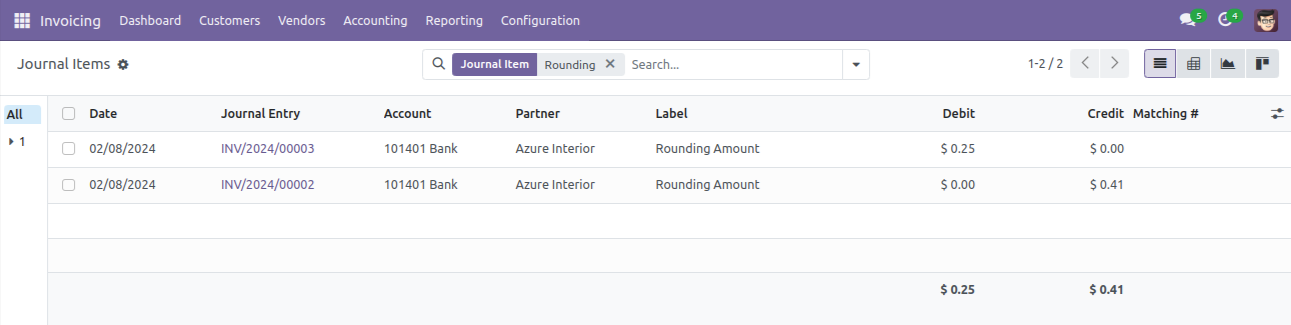 Invoicing Dashboard Customers Vendors Accounting Reporting Configuration 5 4
Journal Items Journal Item Rounding Search... 1-2 / 2
All Date Journal Entry Account Partner Label Debit Credit Matching #
1
02/08/2024 INV/2024/00003 101401 Bank Azure Interior Rounding Amount $ 0.25 $ 0.00
02/08/2024 INV/2024/00002 101401 Bank Azure Interior Rounding Amount $ 0.00 $ 0.41
$ 0.25 $ 0.41